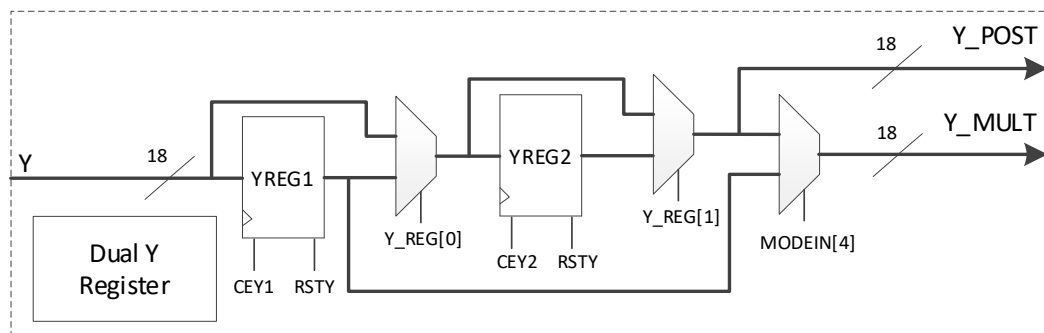 18
Y_POST
18
Y_MULT
18
Y
YREG1
YREG2
Y_REG[0]
Y_REG[1]
MODEIN[4]
CEY1
RSTY
CEY2
RSTY
Dual Y
Register